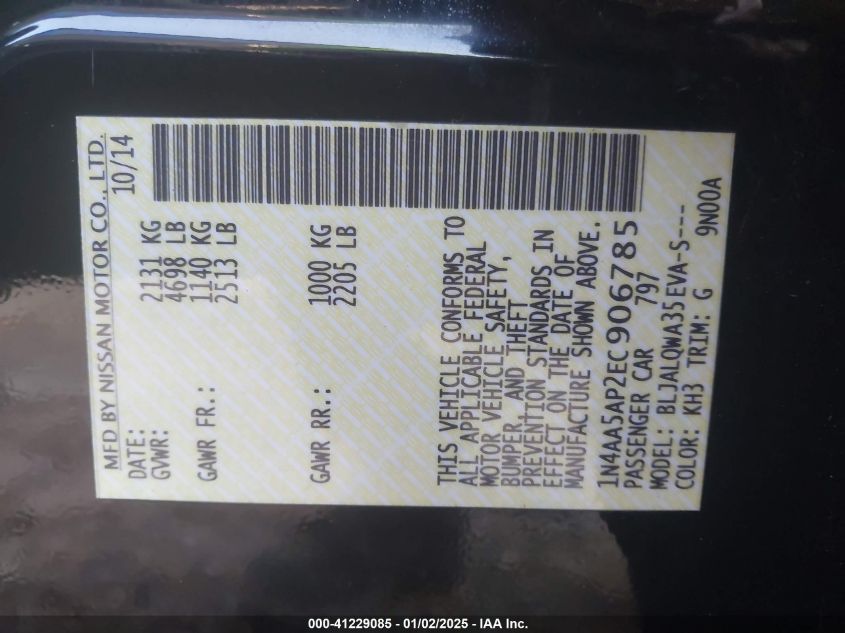 MFD BY NISSAN MOTOR CO., LTD.
DATE: 10/14
GVWR: 2131 KG
4698 LB
GAWR FR.: 1140 KG
2513 LB
GAWR RR.: 1000 KG
2205 LB
THIS VEHICLE CONFORMS TO
ALL APPLICABLE FEDERAL
MOTOR VEHICLE SAFETY,
BUMPER, AND THEFT
PREVENTION STANDARDS IN
EFFECT ON THE DATE OF
MANUFACTURE SHOWN ABOVE.
1N4AA5AP2EC906785
PASSENGER CAR 797
MODEL: BLJALQWA35EVA-S---
COLOR: KH3 TRIM: G 9N00A
000-41229085 - 01/02/2025 - IAA Inc.